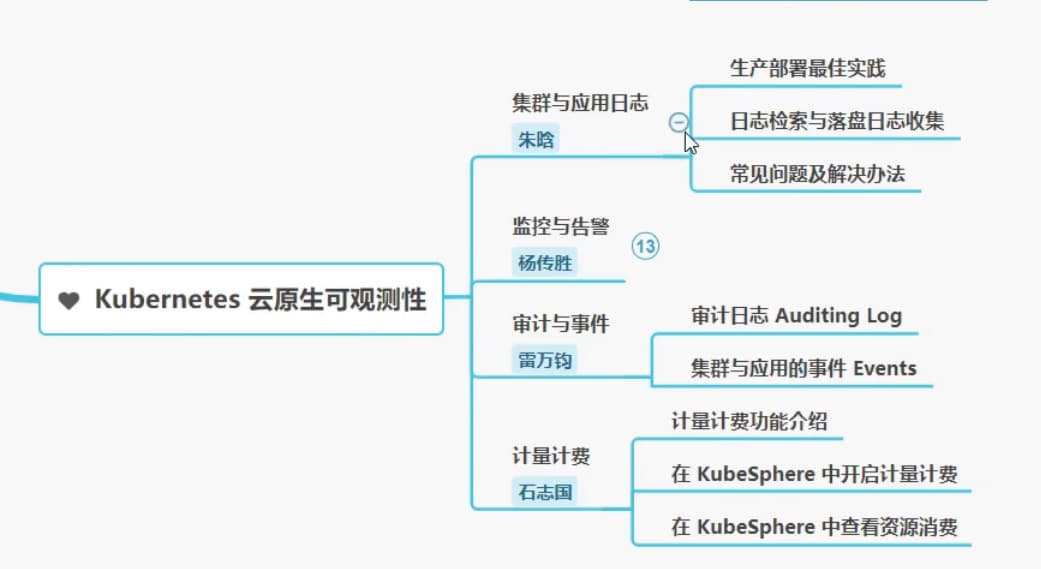 生产部署最佳实践
集群与应用日志
日志检索与落盘日志收集
朱晗
常见问题及解决办法
监控与告警
13
杨传胜
Kubernetes 云原生可观测性
审计与事件
审计日志 Auditing Log
雷万钧
集群与应用的事件 Events
计量计费功能介绍
计量计费
在 KubeSphere 中开启计量计费
石志国
在 KubeSphere 中查看资源消费